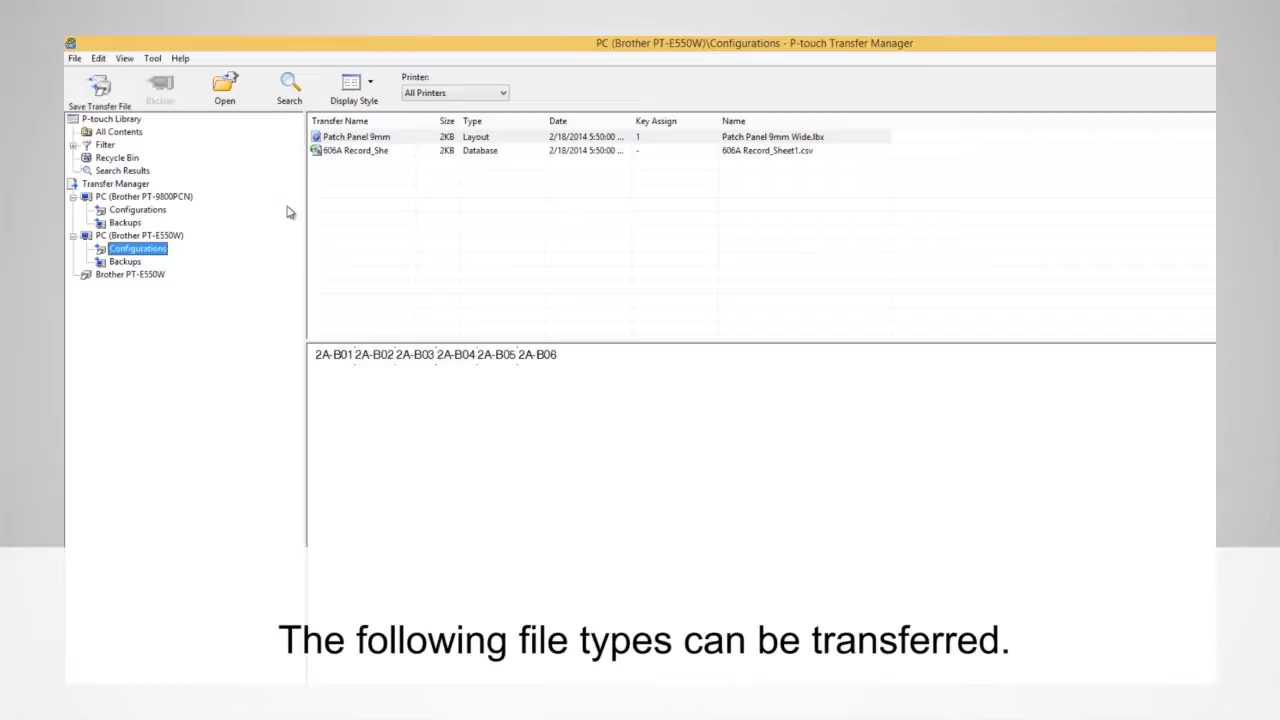 PC (Brother PT-E550W)\Configurations - P-touch Transfer Manager
File Edit View Tool Help
Save Transfer File Backup Open Search Display Style Printer: All Printers
P-touch Library
All Contents
Filter
Recycle Bin
Search Results
Transfer Manager
PC (Brother PT-9800PCN)
Configurations
Backups
PC (Brother PT-E550W)
Configurations
Backups
Brother PT-E550W
Transfer Name Size Type Date Key Assign Name
Patch Panel 9mm 2KB Layout 2/18/2014 5:50:00 ... 1 Patch Panel 9mm Wide.lbx
606A Record_She 2KB Database 2/18/2014 5:50:00 ... - 606A Record_Sheet1.csv
2A-B01 2A-B02 2A-B03 2A-B04 2A-B05 2A-B06
The following file types can be transferred.